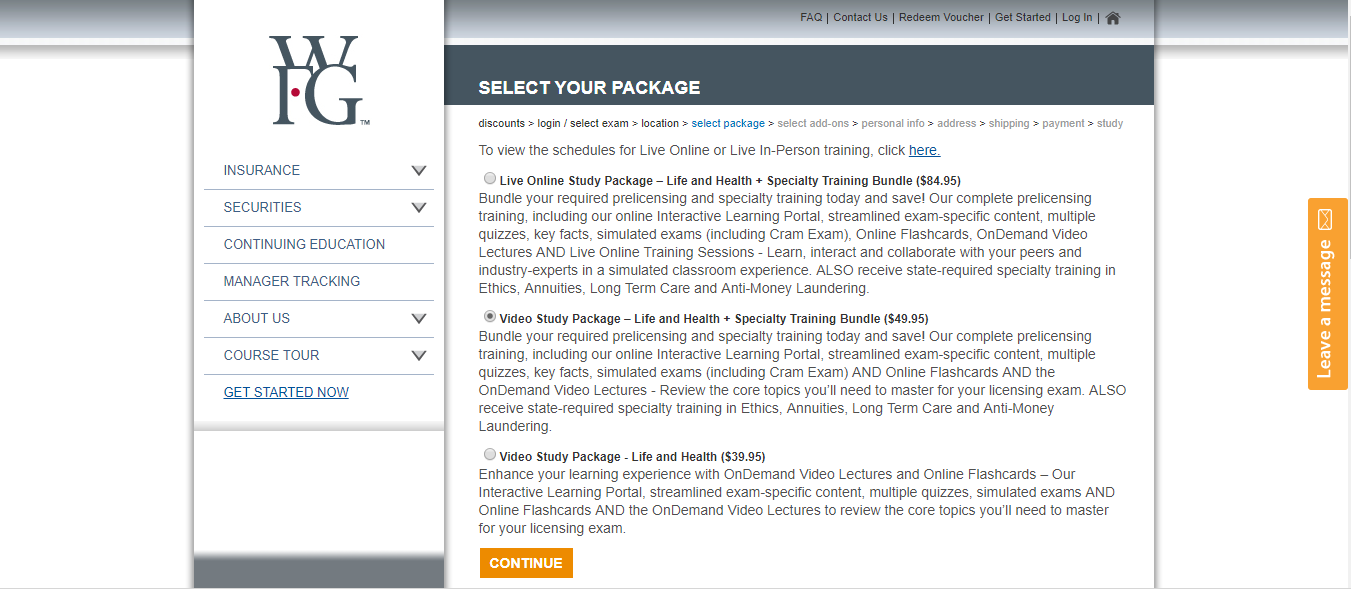 FAQ | Contact Us | Redeem Voucher | Get Started | Log In |
WFG™
INSURANCE
SECURITIES
CONTINUING EDUCATION
MANAGER TRACKING
ABOUT US
COURSE TOUR
GET STARTED NOW
SELECT YOUR PACKAGE
discounts > login / select exam > location > select package > select add-ons > personal info > address > shipping > payment > study
To view the schedules for Live Online or Live In-Person training, click here.
Live Online Study Package – Life and Health + Specialty Training Bundle ($84.95)
Bundle your required prelicensing and specialty training today and save! Our complete prelicensing
training, including our online Interactive Learning Portal, streamlined exam-specific content, multiple
quizzes, key facts, simulated exams (including Cram Exam), Online Flashcards, OnDemand Video
Lectures AND Live Online Training Sessions - Learn, interact and collaborate with your peers and
industry-experts in a simulated classroom experience. ALSO receive state-required specialty training in
Ethics, Annuities, Long Term Care and Anti-Money Laundering.
Video Study Package – Life and Health + Specialty Training Bundle ($49.95)
Bundle your required prelicensing and specialty training today and save! Our complete prelicensing
training, including our online Interactive Learning Portal, streamlined exam-specific content, multiple
quizzes, key facts, simulated exams (including Cram Exam) AND Online Flashcards AND the
OnDemand Video Lectures - Review the core topics you’ll need to master for your licensing exam. ALSO
receive state-required specialty training in Ethics, Annuities, Long Term Care and Anti-Money
Laundering.
Video Study Package - Life and Health ($39.95)
Enhance your learning experience with OnDemand Video Lectures and Online Flashcards – Our
Interactive Learning Portal, streamlined exam-specific content, multiple quizzes, simulated exams AND
Online Flashcards AND the OnDemand Video Lectures to review the core topics you’ll need to master
for your licensing exam.
CONTINUE
Leave a message